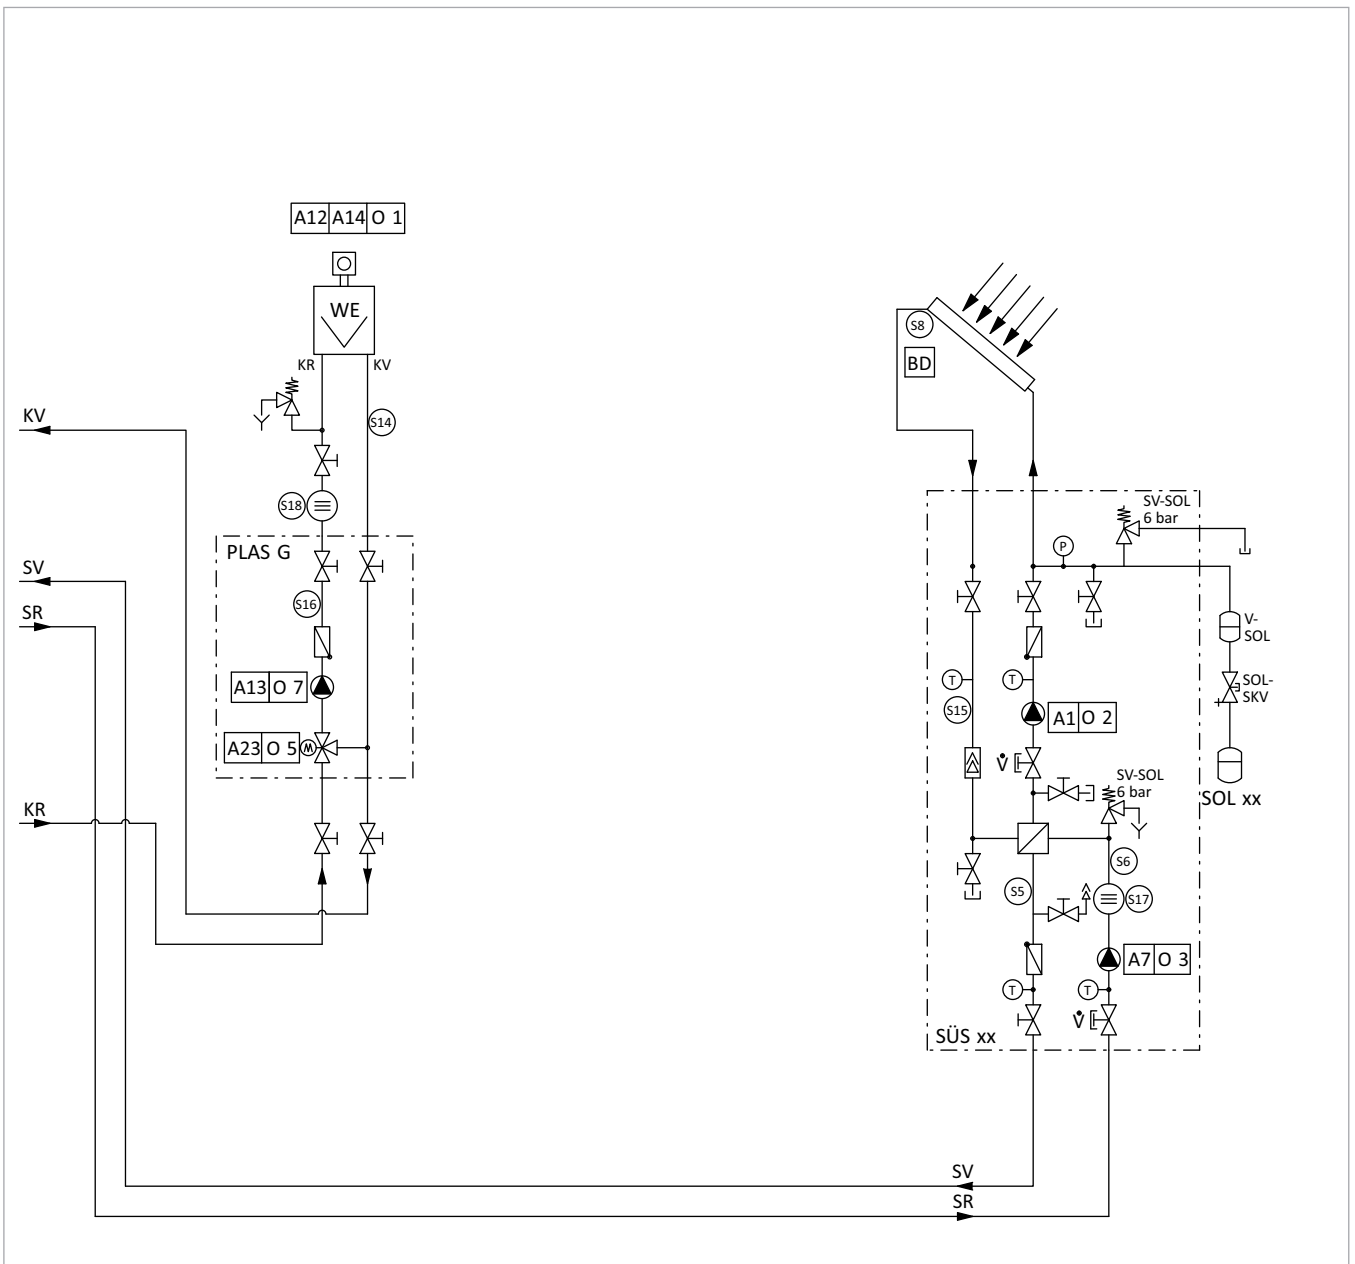 A12 A14 O 1
WE
KR KV
S14
KV
S18
PLAS G
SV
S16
SR
A13 O 7
A23 O 5 M
KR
S8
BD
SV-SOL
6 bar
P
V-
SOL
T T
SOL-
SKV
S15
A1 O 2
V̇
SV-SOL
6 bar
SOL xx
S6
S5
S17
A7 O 3
T T
V̇
SÜS xx
SV
SR